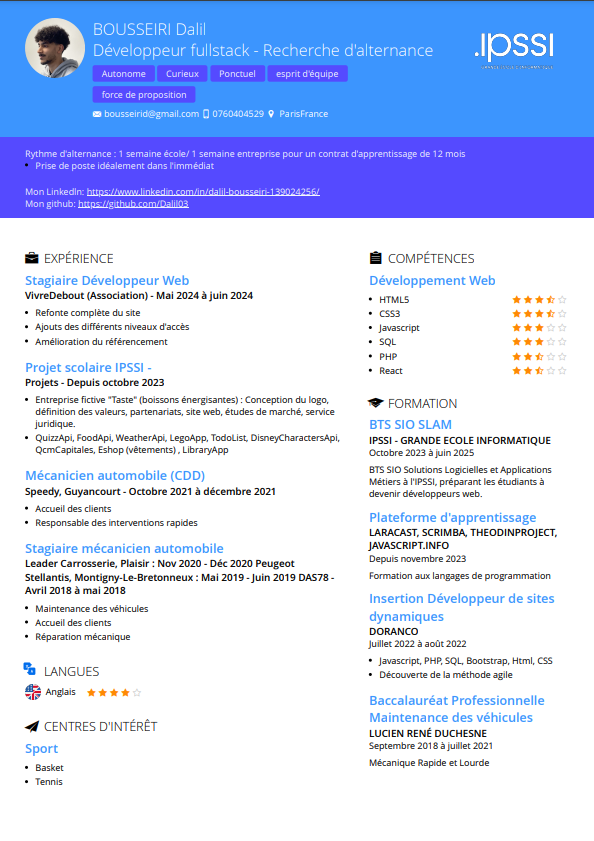 BOUSSEIRI Dalil
Développeur fullstack - Recherche d'alternance
Autonome
Curieux
Ponctuel
esprit d'équipe
force de proposition
bousseirid@gmail.com 0760404529 ParisFrance
.IPSSI
GRANDE ECOLE INFORMATIQUE
Rythme d'alternance : 1 semaine école/ 1 semaine entreprise pour un contrat d'apprentissage de 12 mois
• Prise de poste idéalement dans l'immédiat
Mon LinkedIn: https://www.linkedin.com/in/dalil-bousseiri-139024256/
Mon github: https://github.com/Dalil03
EXPÉRIENCE
Stagiaire Développeur Web
VivreDebout (Association) - Mai 2024 à juin 2024
• Refonte complète du site
• Ajouts des différents niveaux d'accès
• Amélioration du référencement
Projet scolaire IPSSI -
Projets - Depuis octobre 2023
• Entreprise fictive "Taste" (boissons énergisantes) : Conception du logo,
définition des valeurs, partenariats, site web, études de marché, service
juridique.
• QuizzApi, FoodApi, WeatherApi, LegoApp, TodoList, DisneyCharactersApi,
QcmCapitales, Eshop (vêtements) , LibraryApp
Mécanicien automobile (CDD)
Speedy, Guyancourt - Octobre 2021 à décembre 2021
• Accueil des clients
• Responsable des interventions rapides
Stagiaire mécanicien automobile
Leader Carrosserie, Plaisir : Nov 2020 - Déc 2020 Peugeot
Stellantis, Montigny-Le-Bretonneux : Mai 2019 - Juin 2019 DAS78 -
Avril 2018 à mai 2018
• Maintenance des véhicules
• Accueil des clients
• Réparation mécanique
LANGUES
Anglais
CENTRES D'INTÉRÊT
Sport
• Basket
• Tennis
COMPÉTENCES
Développement Web
• HTML5
• CSS3
• Javascript
• SQL
• PHP
• React
FORMATION
BTS SIO SLAM
IPSSI - GRANDE ECOLE INFORMATIQUE
Octobre 2023 à juin 2025
BTS SIO Solutions Logicielles et Applications
Métiers à l'IPSSI, préparant les étudiants à
devenir développeurs web.
Plateforme d'apprentissage
LARACAST, SCRIMBA, THEODINPROJECT,
JAVASCRIPT.INFO
Depuis novembre 2023
Formation aux langages de programmation
Insertion Développeur de sites
dynamiques
DORANCO
Juillet 2022 à août 2022
• Javascript, PHP, SQL, Bootstrap, Html, CSS
• Découverte de la méthode agile
Baccalauréat Professionnelle
Maintenance des véhicules
LUCIEN RENÉ DUCHESNE
Septembre 2018 à juillet 2021
Mécanique Rapide et Lourde